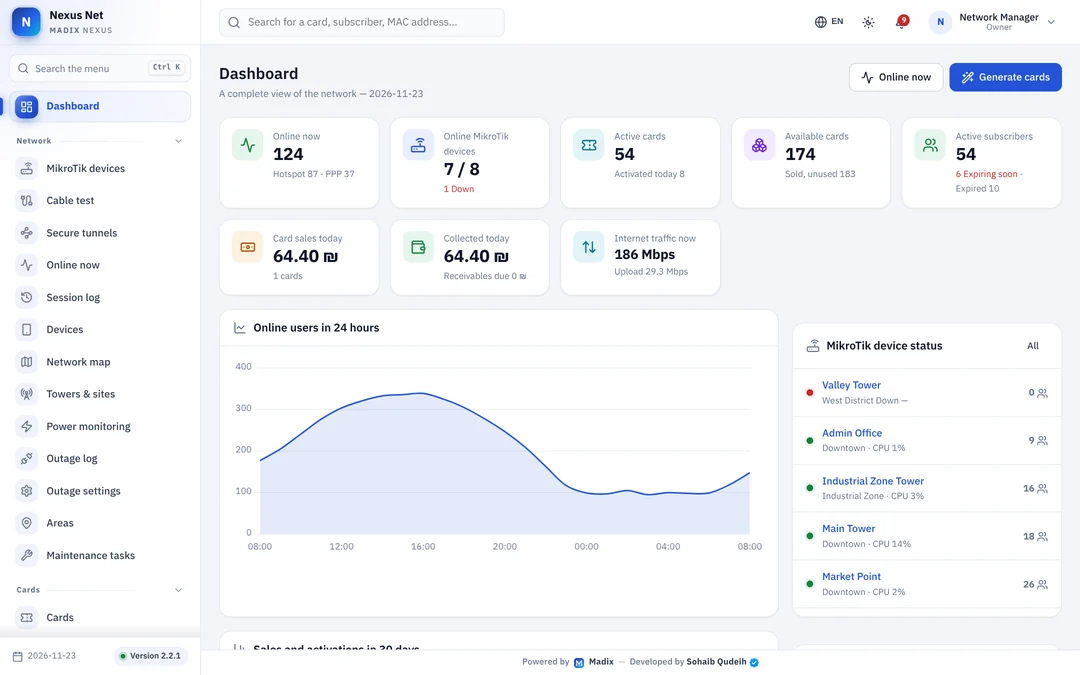 N
Nexus Net
MADIX NEXUS
Search the menu
Ctrl K
Dashboard
Network
MikroTik devices
Cable test
Secure tunnels
Online now
Session log
Devices
Network map
Towers & sites
Power monitoring
Outage log
Outage settings
Areas
Maintenance tasks
Cards
Cards
2026-11-23
Version 2.2.1
Search for a card, subscriber, MAC address...
EN
9
N
Network Manager
Owner
Dashboard
A complete view of the network — 2026-11-23
Online now
Generate cards
Online now
124
Hotspot 87 · PPP 37
Online MikroTik
devices
7 / 8
1 Down
Active cards
54
Activated today 8
Available cards
174
Sold, unused 183
Active subscribers
54
6 Expiring soon ·
Expired 10
Card sales today
64.40 ₪
1 cards
Collected today
64.40 ₪
Receivables due 0 ₪
Internet traffic now
186 Mbps
Upload 29.3 Mbps
Online users in 24 hours
400
300
200
100
0
08:00 12:00 16:00 20:00 00:00 04:00 08:00
MikroTik device status
All
Valley Tower
West District Down —
0
Admin Office
Downtown · CPU 1%
9
Industrial Zone Tower
Industrial Zone · CPU 3%
16
Main Tower
Downtown · CPU 14%
18
Market Point
Downtown · CPU 2%
26
Sales and activations in 30 days
Powered by M Madix — Developed by Sohaib Qudeih